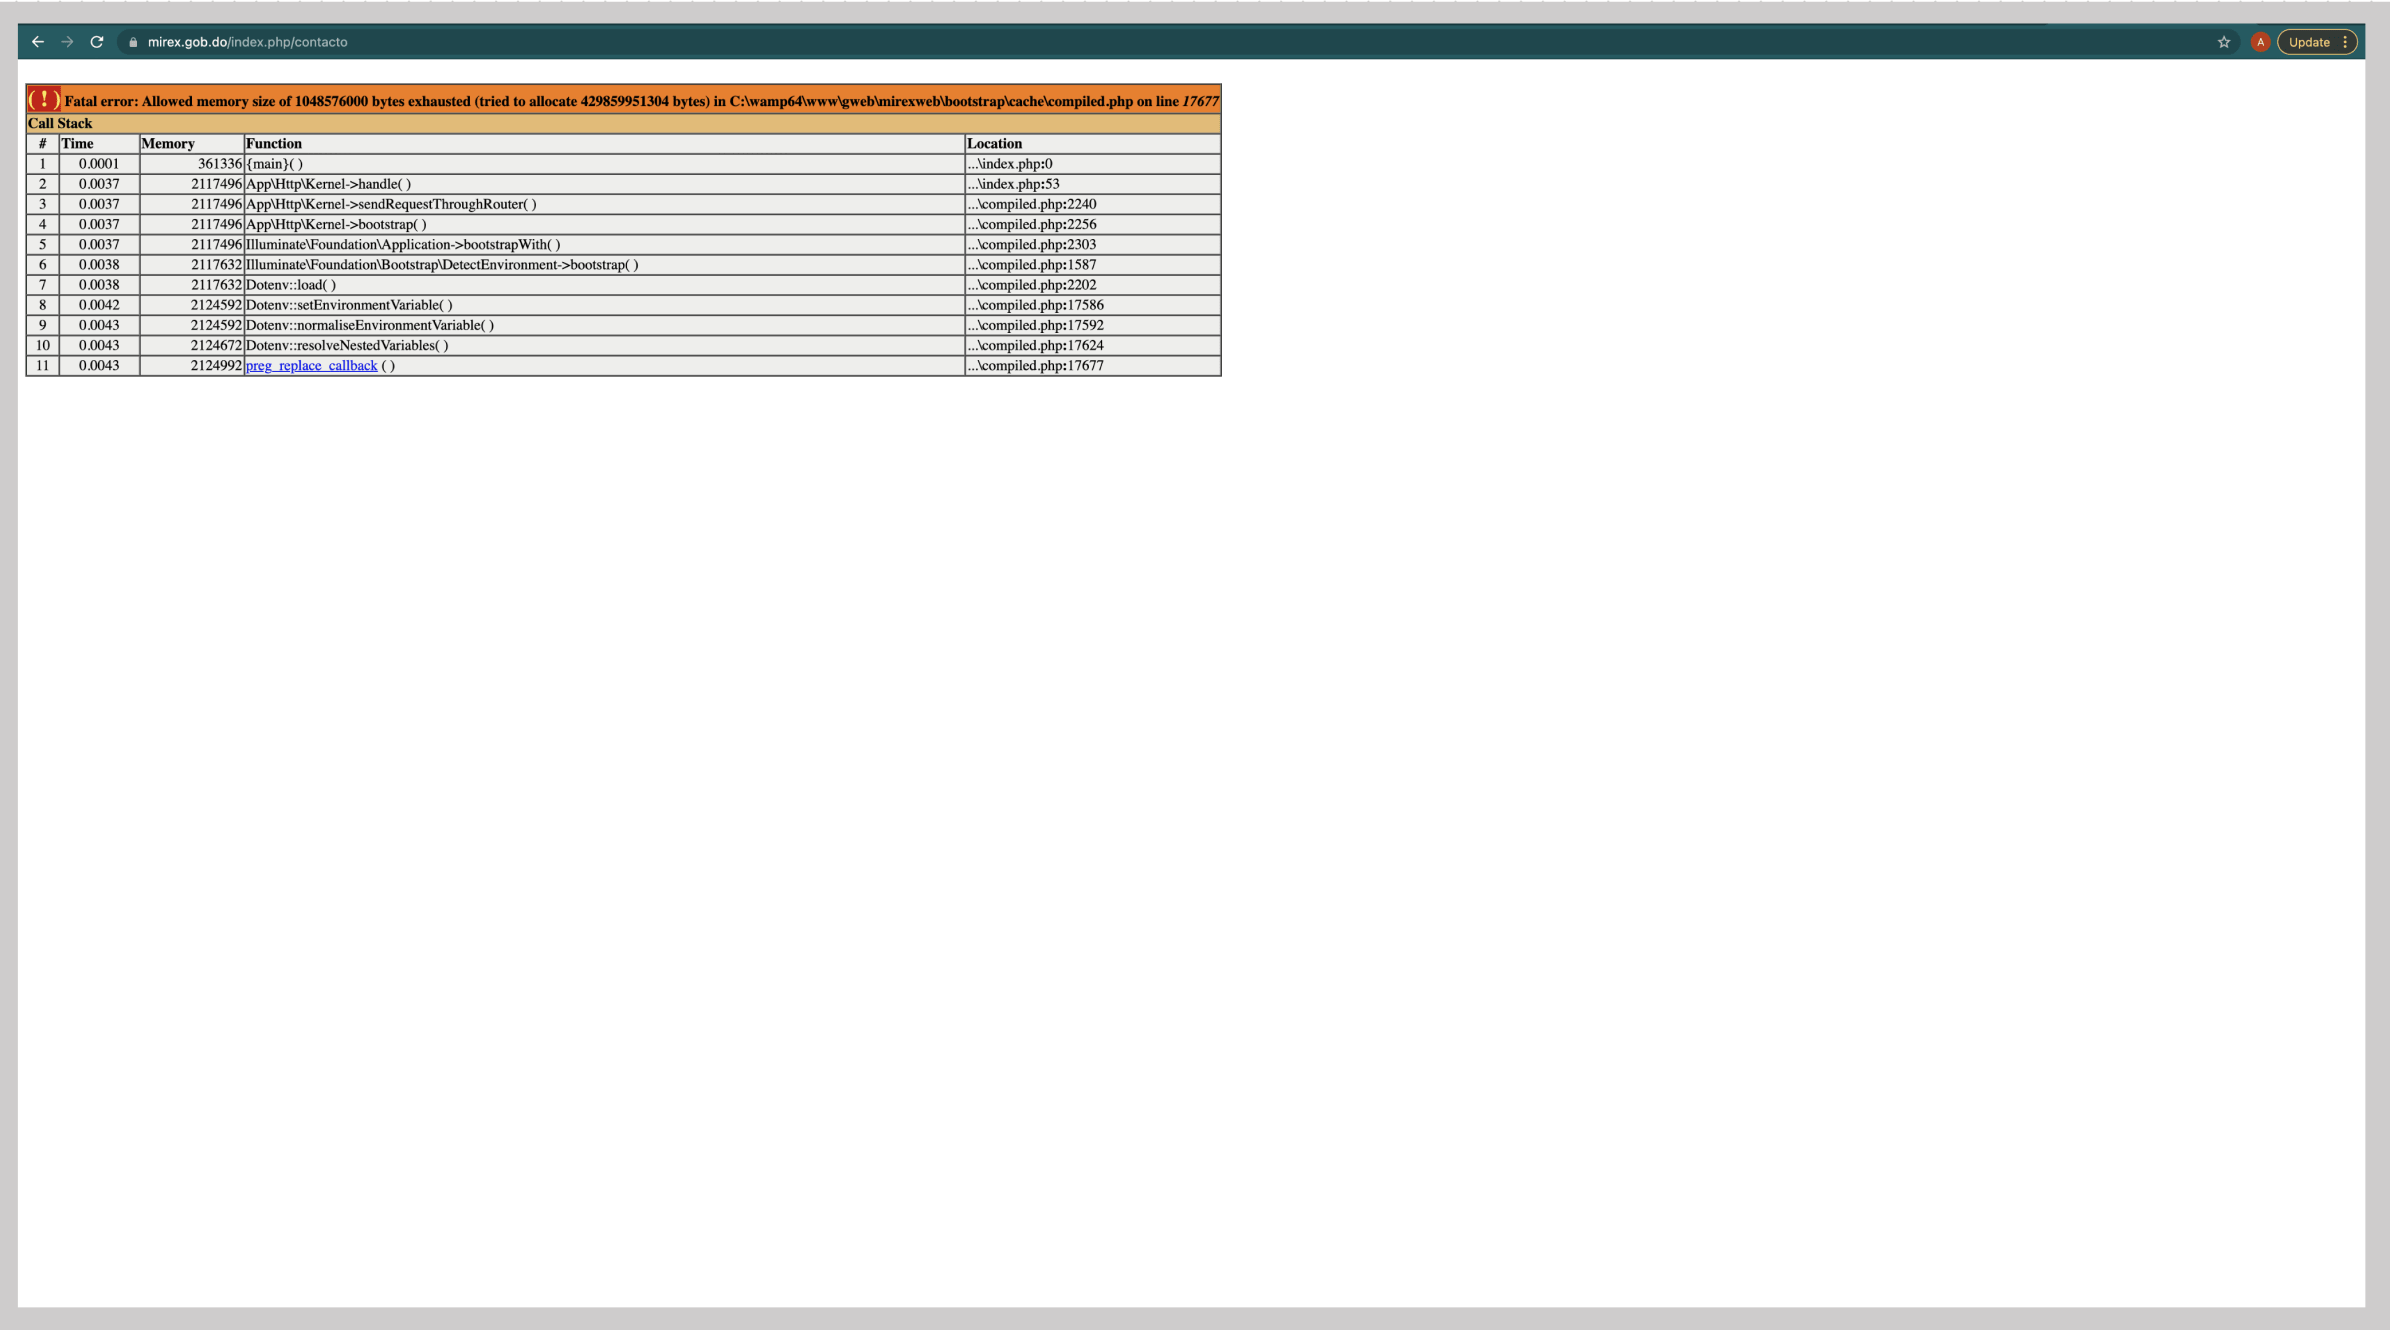 mirex.gob.do/index.php/contacto
A
Update
( ! ) Fatal error: Allowed memory size of 1048576000 bytes exhausted (tried to allocate 429859951304 bytes) in C:\wamp64\www\gweb\mirexweb\bootstrap\cache\compiled.php on line 17677
Call Stack
# Time Memory Function Location
1 0.0001 361336 {main}( ) ...\index.php:0
2 0.0037 2117496 App\Http\Kernel->handle( ) ...\index.php:53
3 0.0037 2117496 App\Http\Kernel->sendRequestThroughRouter( ) ...\compiled.php:2240
4 0.0037 2117496 App\Http\Kernel->bootstrap( ) ...\compiled.php:2256
5 0.0037 2117496 Illuminate\Foundation\Application->bootstrapWith( ) ...\compiled.php:2303
6 0.0038 2117632 Illuminate\Foundation\Bootstrap\DetectEnvironment->bootstrap( ) ...\compiled.php:1587
7 0.0038 2117632 Dotenv::load( ) ...\compiled.php:2202
8 0.0042 2124592 Dotenv::setEnvironmentVariable( ) ...\compiled.php:17586
9 0.0043 2124592 Dotenv::normaliseEnvironmentVariable( ) ...\compiled.php:17592
10 0.0043 2124672 Dotenv::resolveNestedVariables( ) ...\compiled.php:17624
11 0.0043 2124992 preg_replace_callback ( ) ...\compiled.php:17677